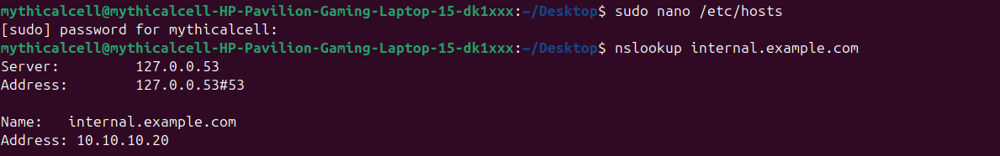 mythicalcell@mythicalcell-HP-Pavilion-Gaming-Laptop-15-dk1xxx:~/Desktop$ sudo nano /etc/hosts
[sudo] password for mythicalcell:
mythicalcell@mythicalcell-HP-Pavilion-Gaming-Laptop-15-dk1xxx:~/Desktop$ nslookup internal.example.com
Server:         127.0.0.53
Address:        127.0.0.53#53

Name:   internal.example.com
Address: 10.10.10.20